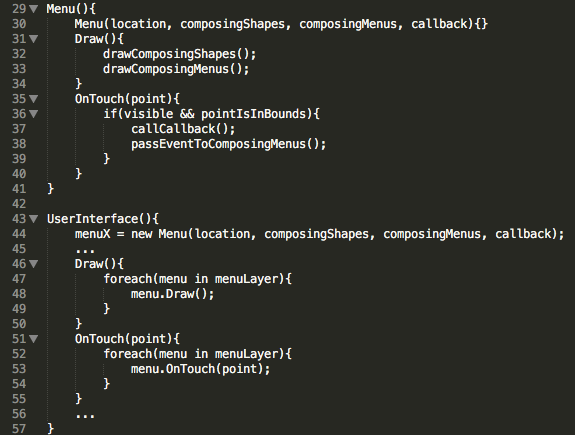 29 Menu(){
30     Menu(location, composingShapes, composingMenus, callback){}
31     Draw(){
32         drawComposingShapes();
33         drawComposingMenus();
34     }
35     OnTouch(point){
36         if(visible && pointIsInBounds){
37             callCallback();
38             passEventToComposingMenus();
39         }
40     }
41 }
42
43 UserInterface(){
44     menuX = new Menu(location, composingShapes, composingMenus, callback);
45     ...
46     Draw(){
47         foreach(menu in menuLayer){
48             menu.Draw();
49         }
50     }
51     OnTouch(point){
52         foreach(menu in menuLayer){
53             menu.OnTouch(point);
54         }
55     }
56     ...
57 }